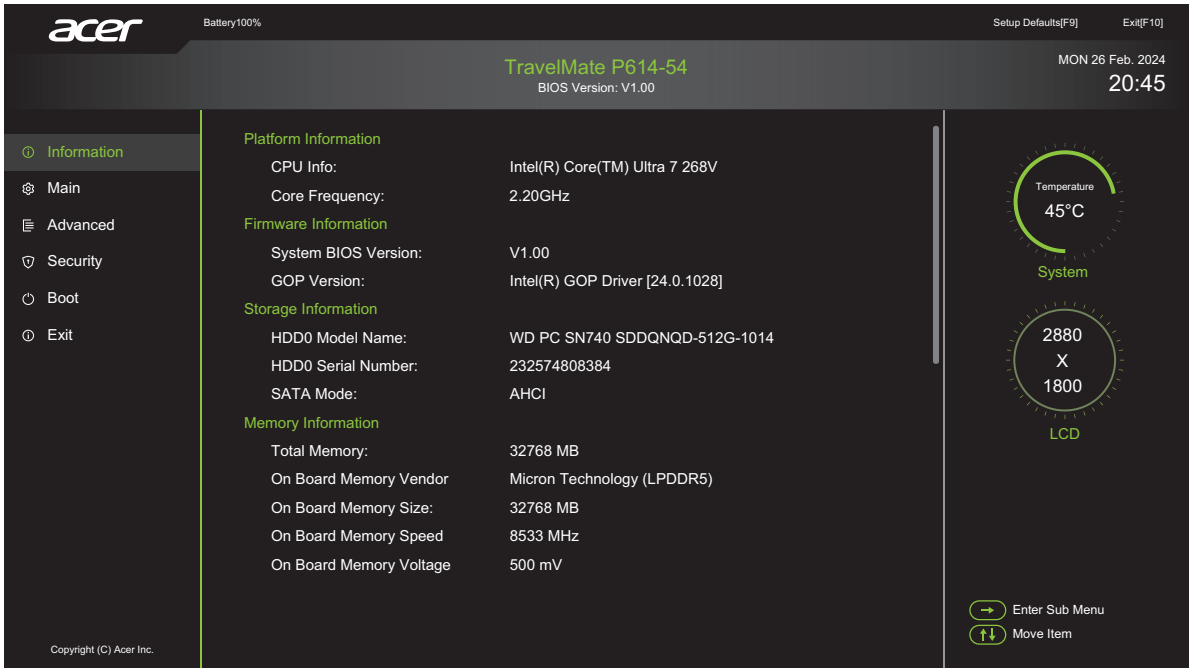 acer
Battery100%
Setup Defaults[F9] Exit[F10]
TravelMate P614-54
BIOS Version: V1.00
MON 26 Feb. 2024
20:45
Information
Main
Advanced
Security
Boot
Exit
Platform Information
CPU Info: Intel(R) Core(TM) Ultra 7 268V
Core Frequency: 2.20GHz
Firmware Information
System BIOS Version: V1.00
GOP Version: Intel(R) GOP Driver [24.0.1028]
Storage Information
HDD0 Model Name: WD PC SN740 SDDQNQD-512G-1014
HDD0 Serial Number: 232574808384
SATA Mode: AHCI
Memory Information
Total Memory: 32768 MB
On Board Memory Vendor Micron Technology (LPDDR5)
On Board Memory Size: 32768 MB
On Board Memory Speed 8533 MHz
On Board Memory Voltage 500 mV
Temperature
45°C
System
2880
X
1800
LCD
Enter Sub Menu
Move Item
Copyright (C) Acer Inc.